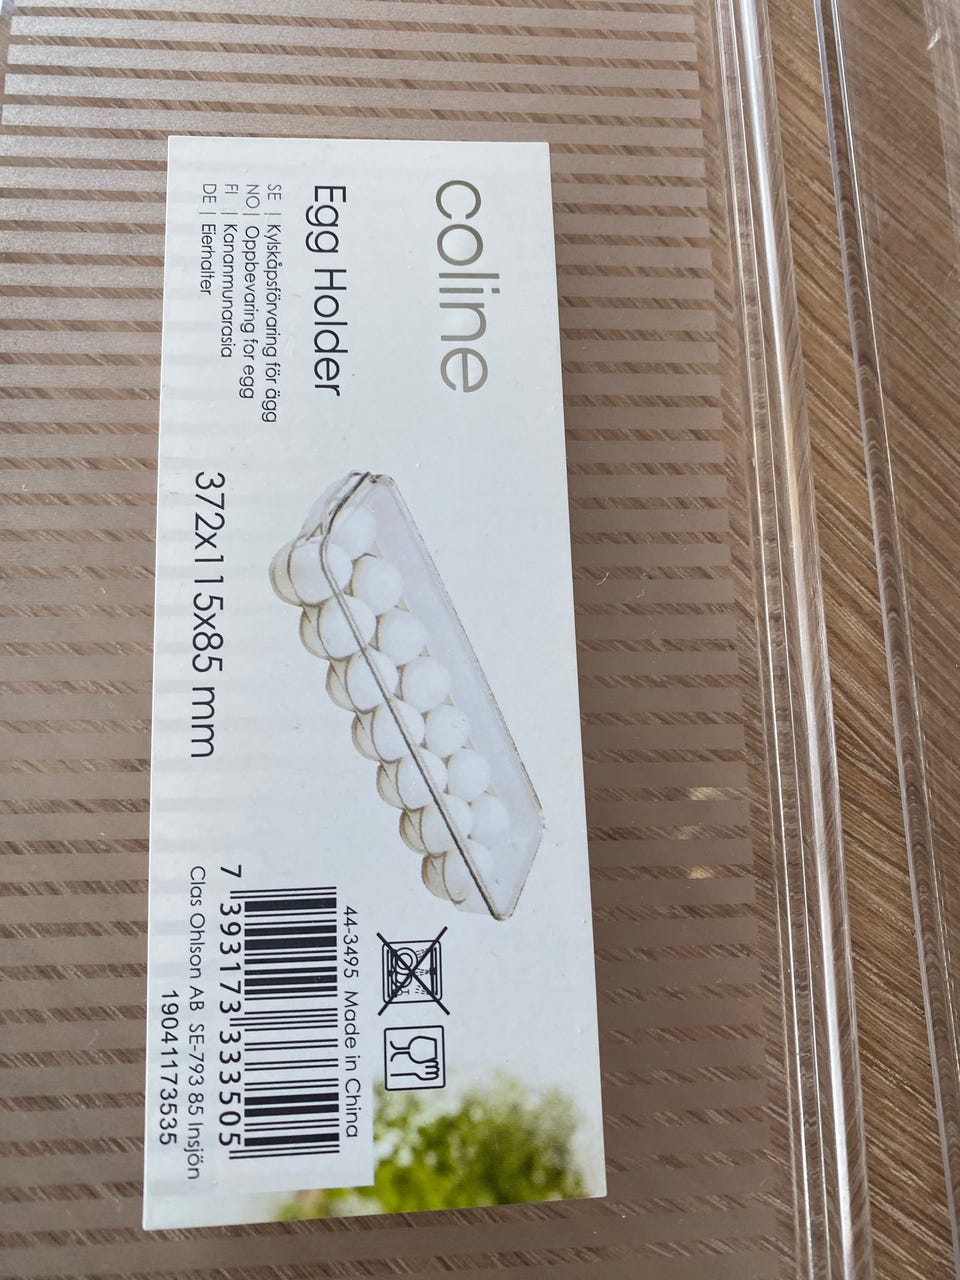 coline
Egg Holder
SE | Kylskåpsförvaring för ägg
NO | Oppbevaring for egg
FI | Kananmunarasia
DE | Eierhalter
372x115x85 mm
44-3495 Made in China
7 393173 333505
Clas Ohlson AB SE-793 85 Insjön
190411173535